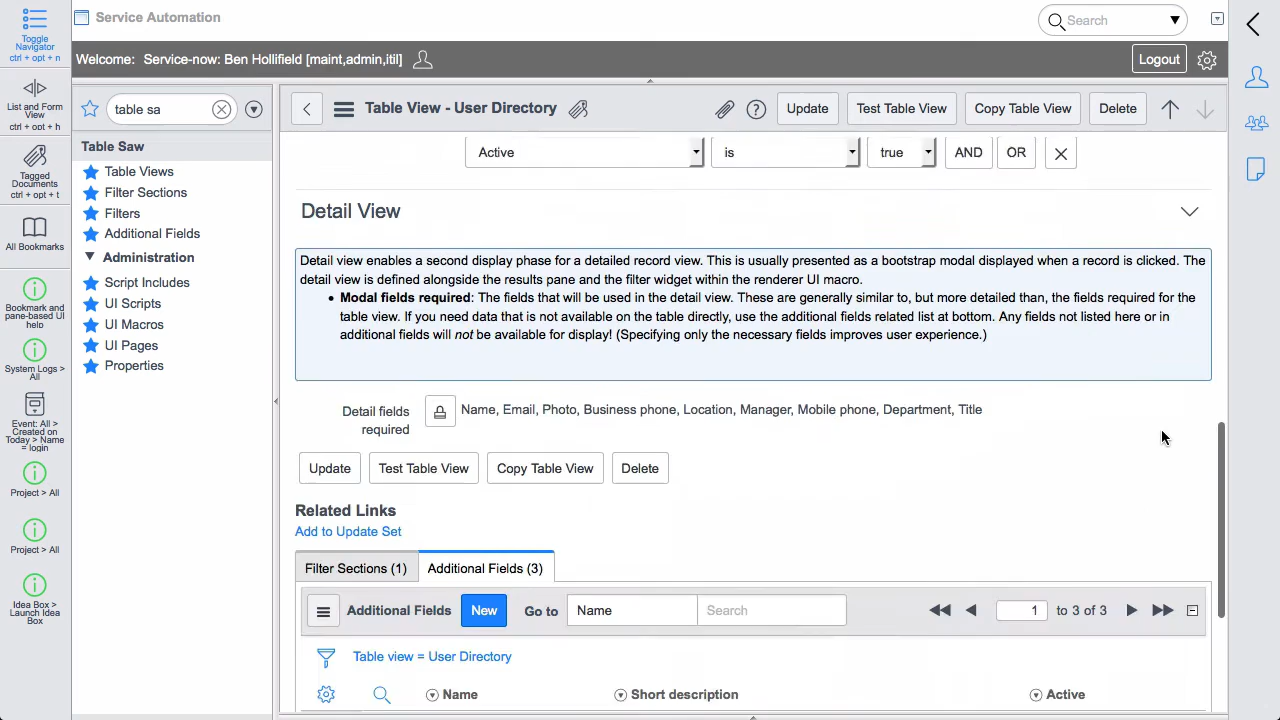 Toggle
Navigator
ctrl + opt + n
List and Form
View
ctrl + opt + h
Tagged
Documents
ctrl + opt + t
All Bookmarks
Bookmark and
pane-based UI
help
System Logs >
All
Event: All >
Created on
Today > Name
= login
Project > All
Project > All
Idea Box >
Launch Idea
Box
Service Automation
Search
Welcome: Service-now: Ben Hollifield [maint,admin,itil]
Logout
table sa
Table Saw
Table Views
Filter Sections
Filters
Additional Fields
Administration
Script Includes
UI Scripts
UI Macros
UI Pages
Properties
Table View - User Directory
Update
Test Table View
Copy Table View
Delete
Active
is
true
AND
OR
Detail View
Detail view enables a second display phase for a detailed record view. This is usually presented as a bootstrap modal displayed when a record is clicked. The
detail view is defined alongside the results pane and the filter widget within the renderer UI macro.
• Modal fields required: The fields that will be used in the detail view. These are generally similar to, but more detailed than, the fields required for the
table view. If you need data that is not available on the table directly, use the additional fields related list at bottom. Any fields not listed here or in
additional fields will not be available for display! (Specifying only the necessary fields improves user experience.)
Detail fields
required
Name, Email, Photo, Business phone, Location, Manager, Mobile phone, Department, Title
Update
Test Table View
Copy Table View
Delete
Related Links
Add to Update Set
Filter Sections (1)
Additional Fields (3)
Additional Fields
New
Go to
Name
Search
1
to 3 of 3
Table view = User Directory
Name
Short description
Active